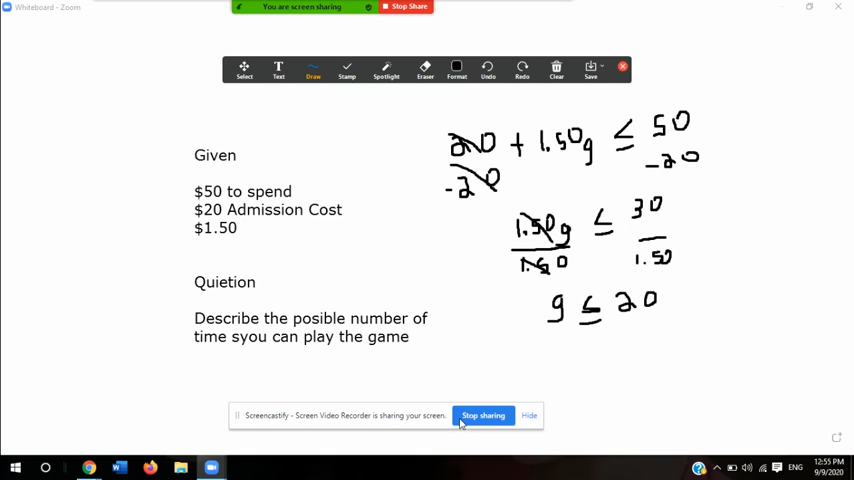 Whiteboard - Zoom
You are screen sharing
Stop Share
Select
Text
Draw
Stamp
Spotlight
Eraser
Format
Undo
Redo
Clear
Save
Given
$50 to spend
$20 Admission Cost
$1.50
Quietion
Describe the posible number of
time syou can play the game
20 + 1.50g ≤ 50
-20 -20
1.50g ≤ 30
1.50 1.50
g ≤ 20
Screencastify - Screen Video Recorder is sharing your screen.
Stop sharing
Hide
ENG
12:55 PM
9/9/2020